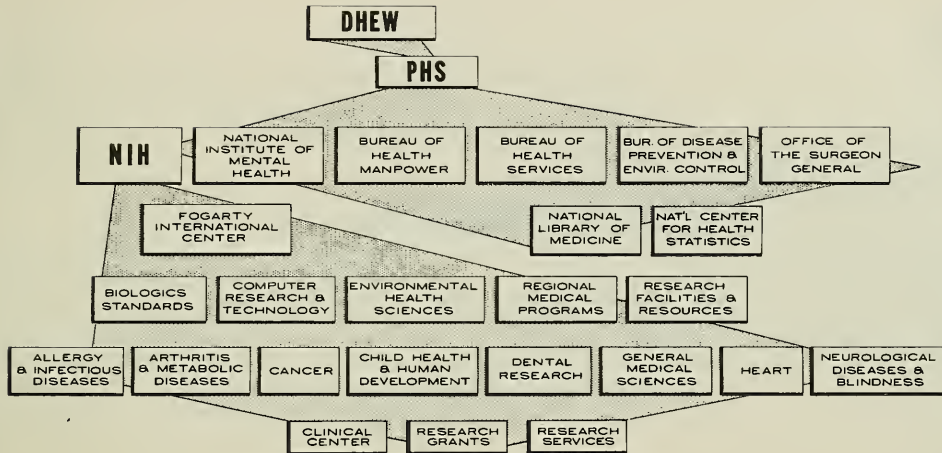 DHEW
PHS
NIH
NATIONAL
INSTITUTE OF
MENTAL
HEALTH
BUREAU OF
HEALTH
MANPOWER
BUREAU OF
HEALTH
SERVICES
BUR. OF DISEASE
PREVENTION &
ENVIR. CONTROL
OFFICE OF
THE SURGEON
GENERAL
FOGARTY
INTERNATIONAL
CENTER
NATIONAL
LIBRARY OF
MEDICINE
NAT'L CENTER
FOR HEALTH
STATISTICS
BIOLOGICS
STANDARDS
COMPUTER
RESEARCH &
TECHNOLOGY
ENVIRONMENTAL
HEALTH
SCIENCES
REGIONAL
MEDICAL
PROGRAMS
RESEARCH
FACILITIES &
RESOURCES
ALLERGY
& INFECTIOUS
DISEASES
ARTHRITIS
& METABOLIC
DISEASES
CANCER
CHILD HEALTH
& HUMAN
DEVELOPMENT
DENTAL
RESEARCH
GENERAL
MEDICAL
SCIENCES
HEART
NEUROLOGICAL
DISEASES &
BLINDNESS
CLINICAL
CENTER
RESEARCH
GRANTS
RESEARCH
SERVICES